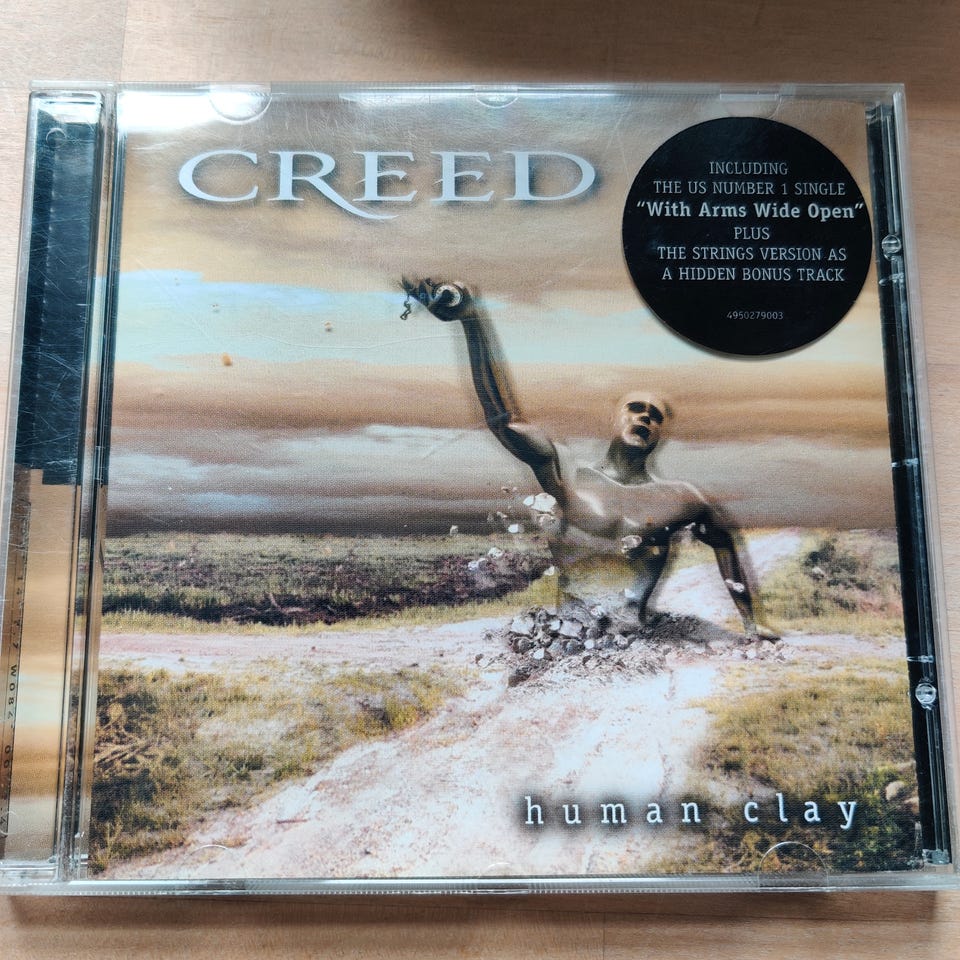 CREED
INCLUDING
THE US NUMBER 1 SINGLE
"With Arms Wide Open"
PLUS
THE STRINGS VERSION AS
A HIDDEN BONUS TRACK
4950279003
human clay